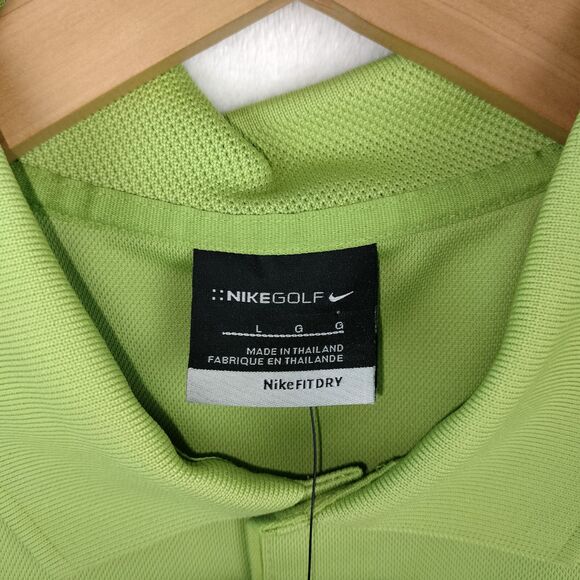 NIKEGOLF
L G G
MADE IN THAILAND
FABRIQUE EN THAILANDE
NikeFITDRY